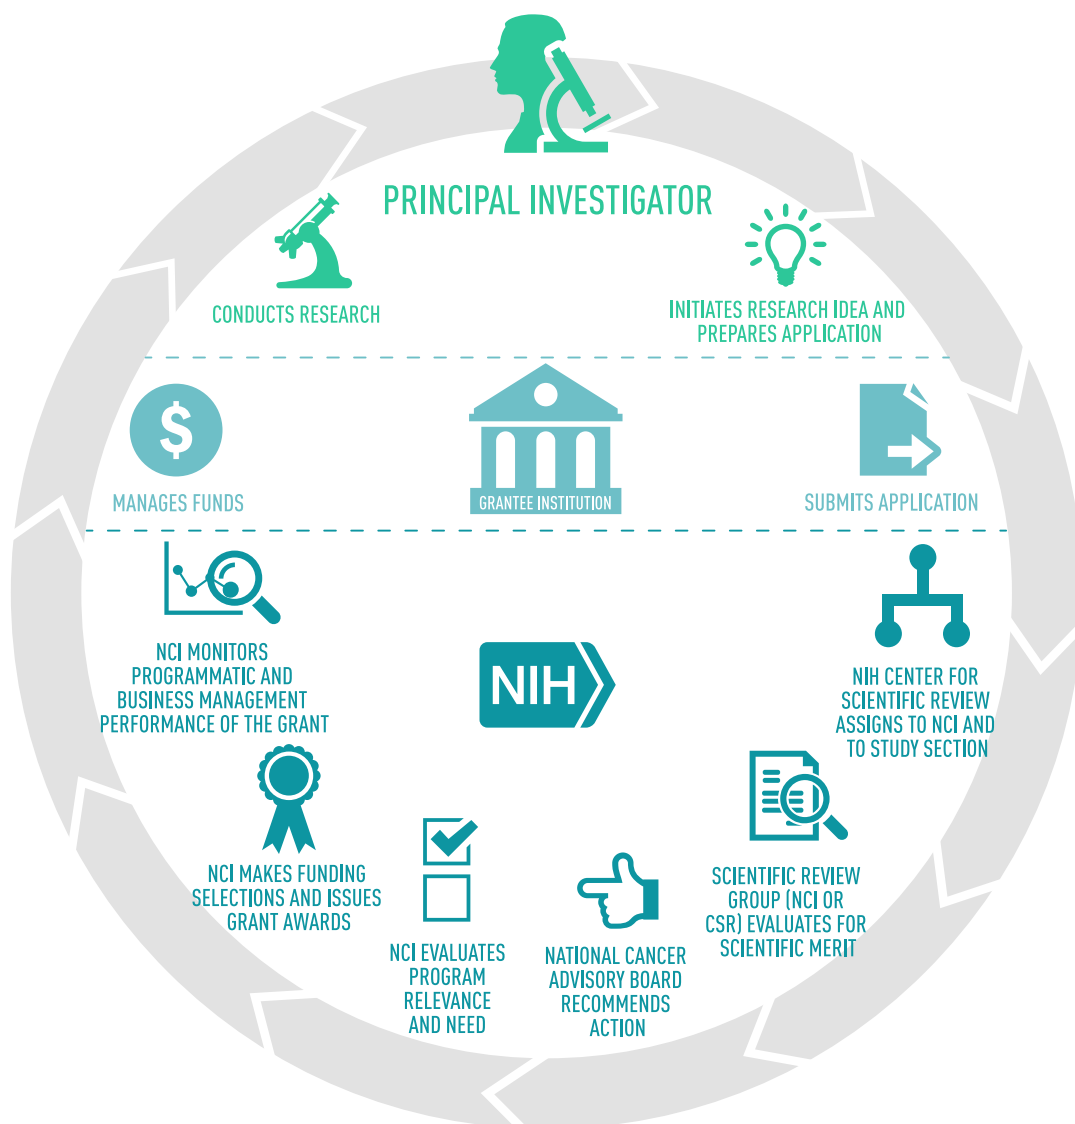 PRINCIPAL INVESTIGATOR
CONDUCTS RESEARCH
INITIATES RESEARCH IDEA AND
PREPARES APPLICATION
$
MANAGES FUNDS
GRANTEE INSTITUTION
SUBMITS APPLICATION
NCI MONITORS
PROGRAMMATIC AND
BUSINESS MANAGEMENT
PERFORMANCE OF THE GRANT
NIH
NIH CENTER FOR
SCIENTIFIC REVIEW
ASSIGNS TO NCI AND
TO STUDY SECTION
NCI MAKES FUNDING
SELECTIONS AND ISSUES
GRANT AWARDS
NCI EVALUATES
PROGRAM
RELEVANCE
AND NEED
NATIONAL CANCER
ADVISORY BOARD
RECOMMENDS
ACTION
SCIENTIFIC REVIEW
GROUP (NCI OR
CSR) EVALUATES FOR
SCIENTIFIC MERIT